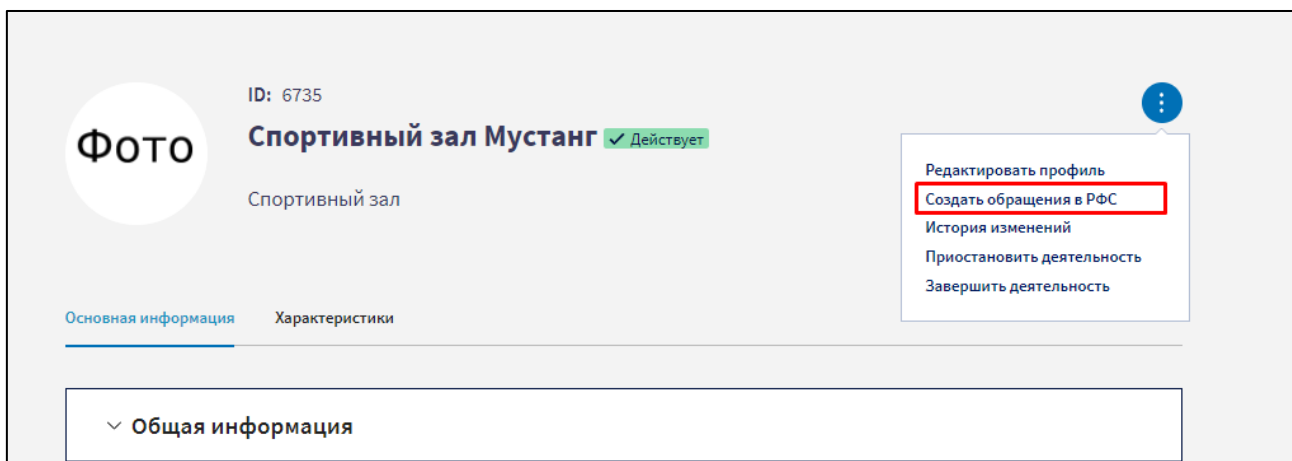 Фото
ID: 6735
Спортивный зал Мустанг
Действует
Спортивный зал
Редактировать профиль
Создать обращения в РФС
История изменений
Приостановить деятельность
Завершить деятельность
Основная информация
Характеристики
Общая информация